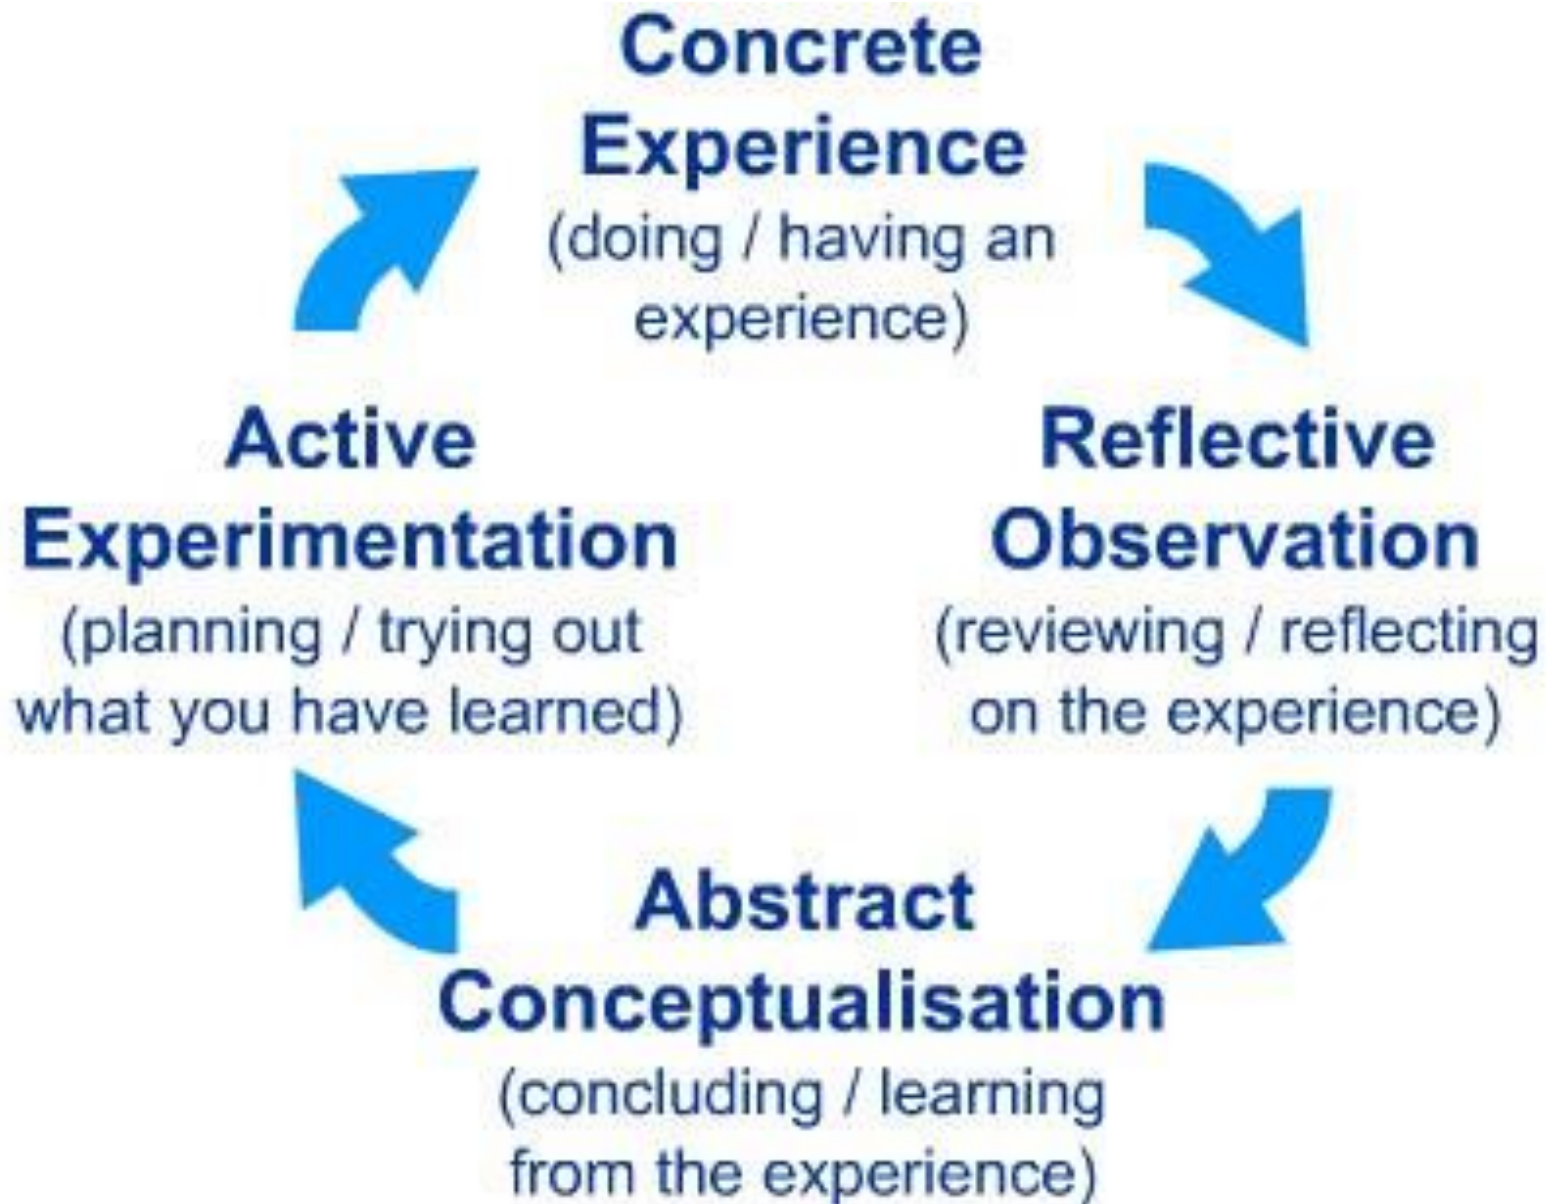 Concrete
Experience
(doing / having an
experience)
Reflective
Observation
(reviewing / reflecting
on the experience)
Abstract
Conceptualisation
(concluding / learning
from the experience)
Active
Experimentation
(planning / trying out
what you have learned)